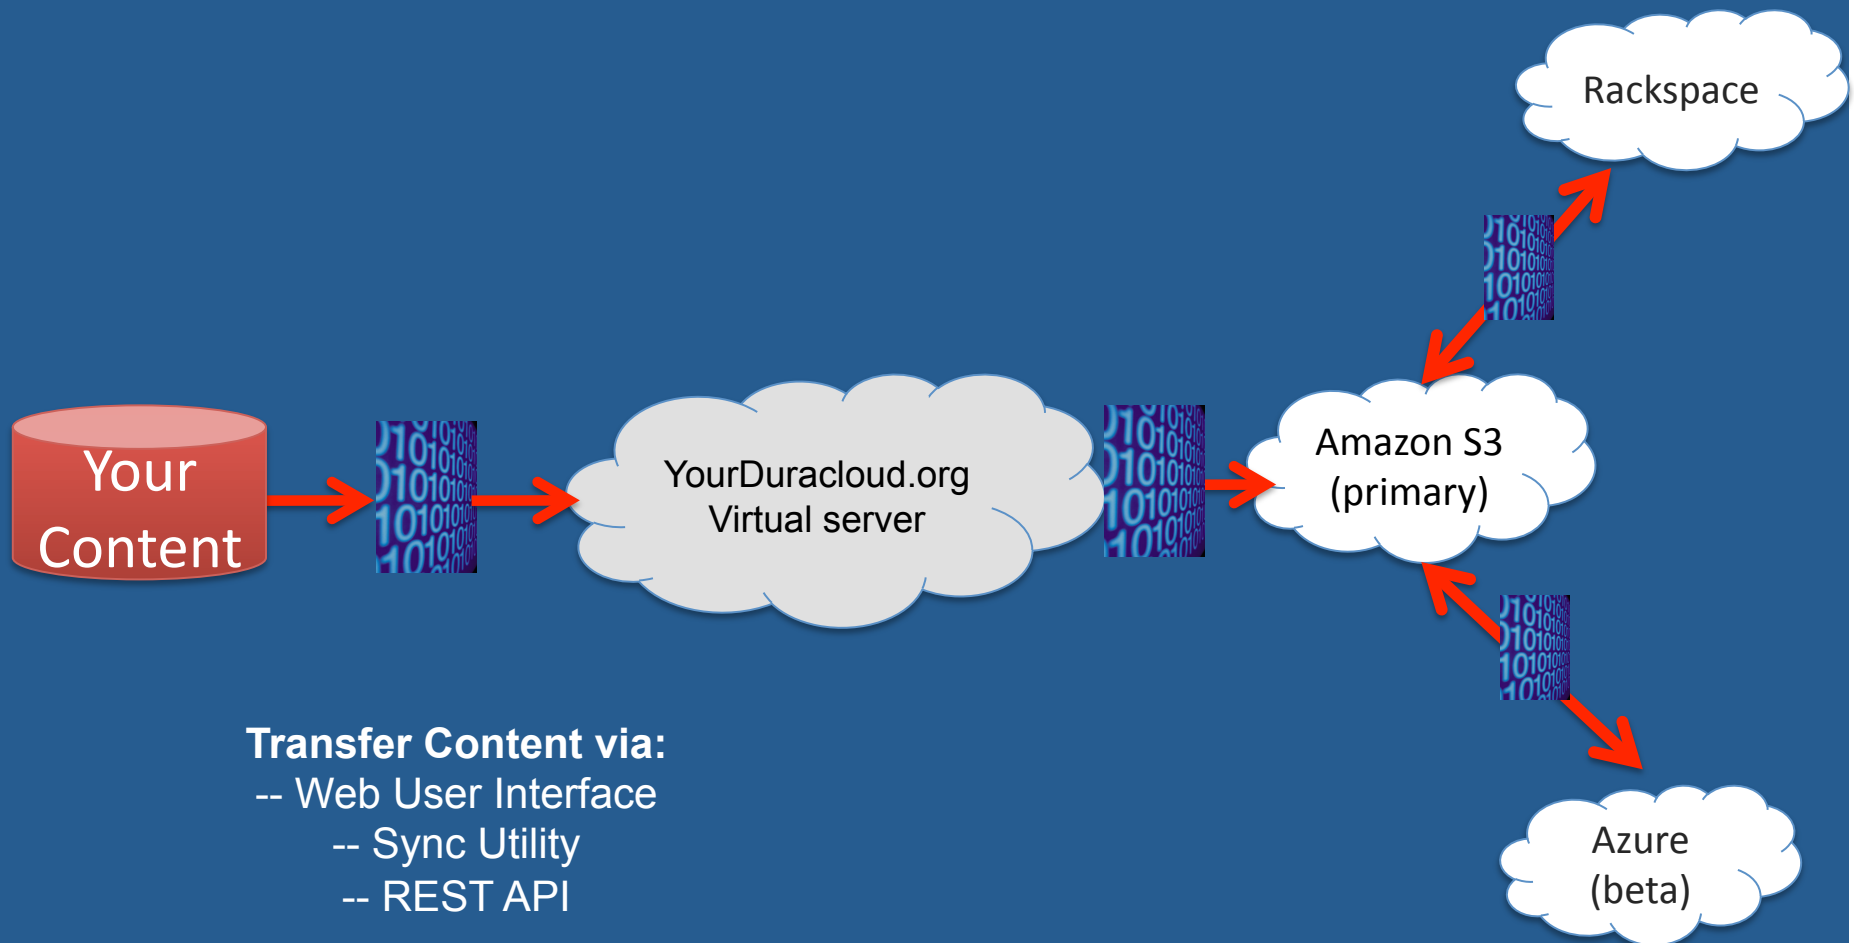 Rackspace
Your
Content
YourDuracloud.org
Virtual server
Amazon S3
(primary)
Transfer Content via:
-- Web User Interface
-- Sync Utility
-- REST API
Azure
(beta)